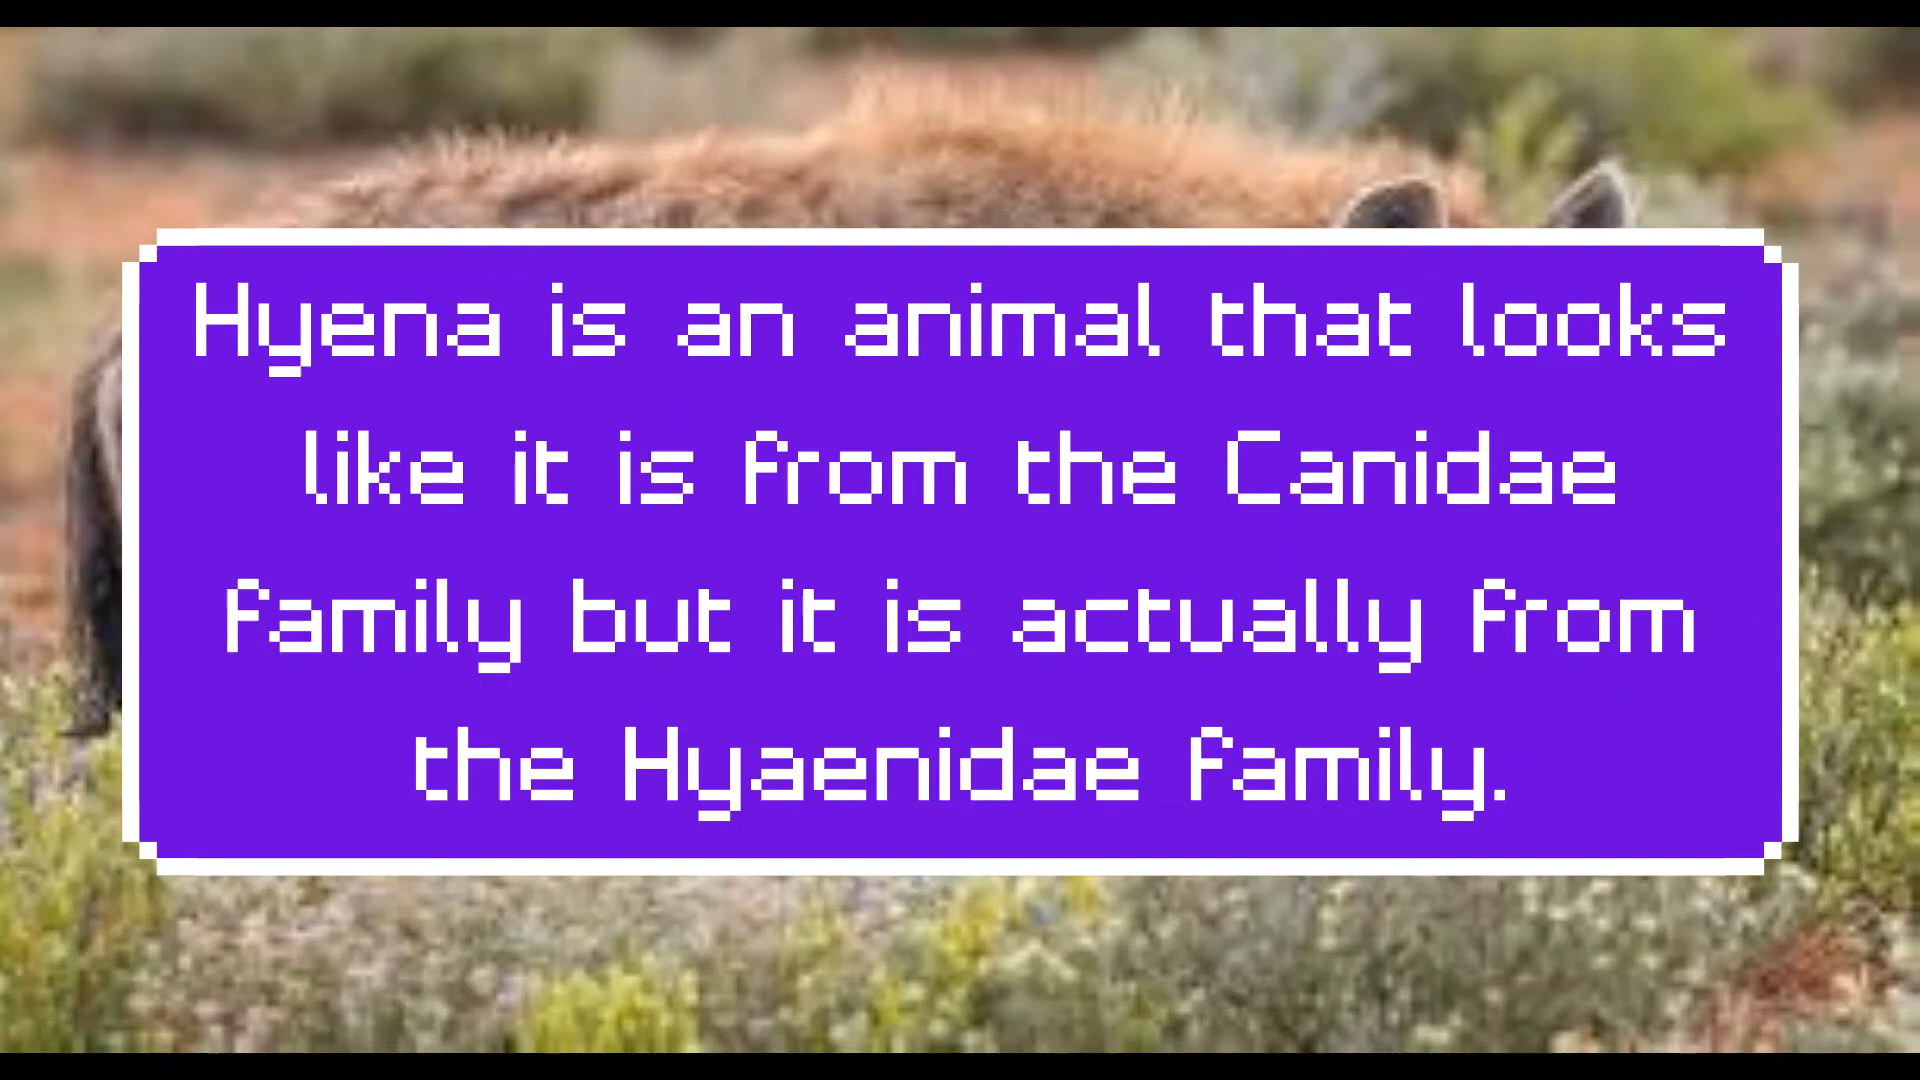 Hyena is an animal that looks
like it is from the Canidae
family but it is actually from
the Hyaenidae family.